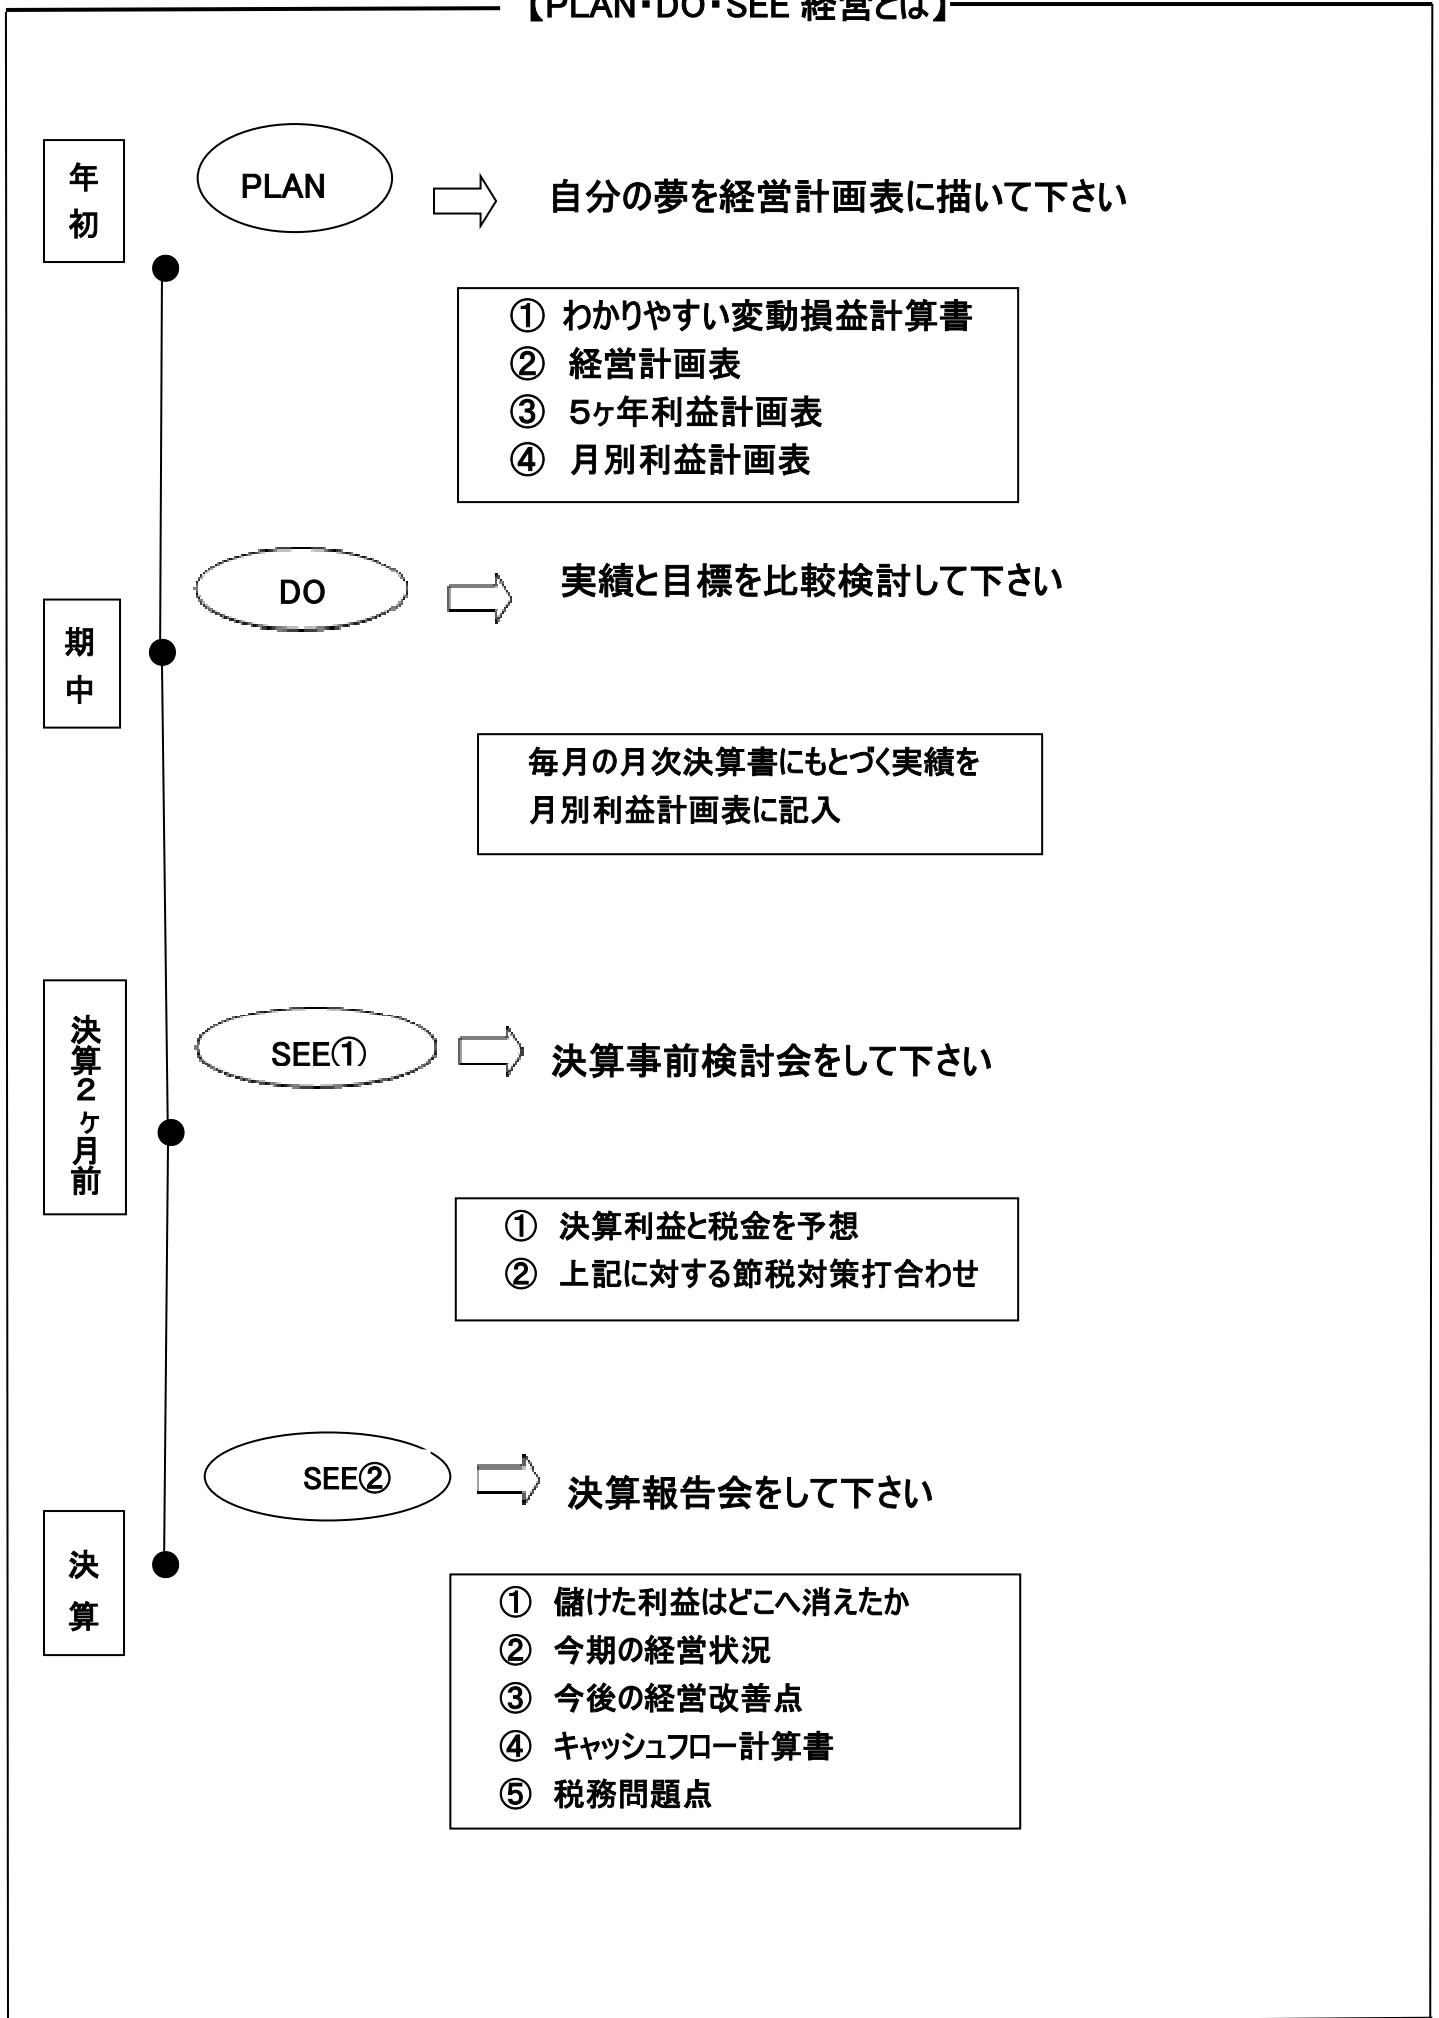 【PLAN・DO・SEE 経営とは】
年初
PLAN
自分の夢を経営計画表に描いて下さい
① わかりやすい変動損益計算書
② 経営計画表
③ 5ヶ年利益計画表
④ 月別利益計画表
DO
実績と目標を比較検討して下さい
期中
毎月の月次決算書にもとづく実績を
月別利益計画表に記入
決算2ヶ月前
SEE①
決算事前検討会をして下さい
① 決算利益と税金を予想
② 上記に対する節税対策打合わせ
SEE②
決算報告会をして下さい
決算
① 儲けた利益はどこへ消えたか
② 今期の経営状況
③ 今後の経営改善点
④ キャッシュフロー計算書
⑤ 税務問題点